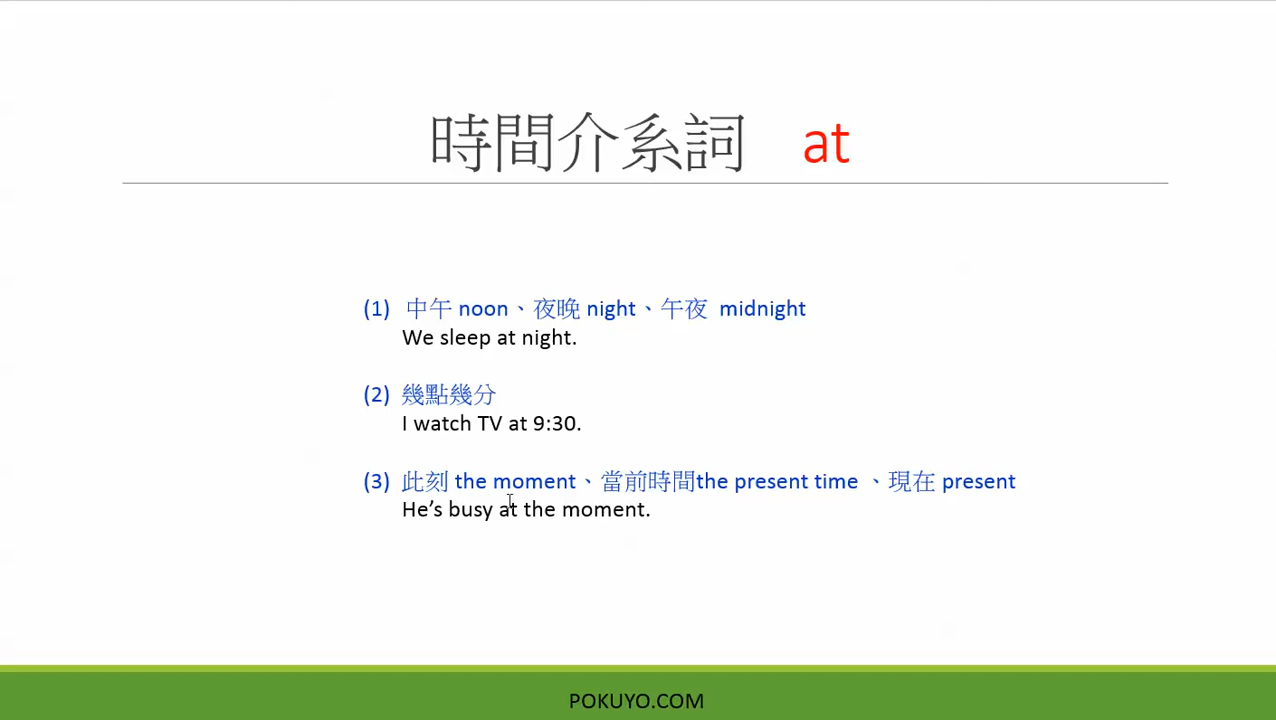 時間介系詞 at
(1) 中午 noon、夜晚 night、午夜 midnight
We sleep at night.
(2) 幾點幾分
I watch TV at 9:30.
(3) 此刻 the moment、當前時間the present time 、現在 present
He’s busy at the moment.
POKUYO.COM